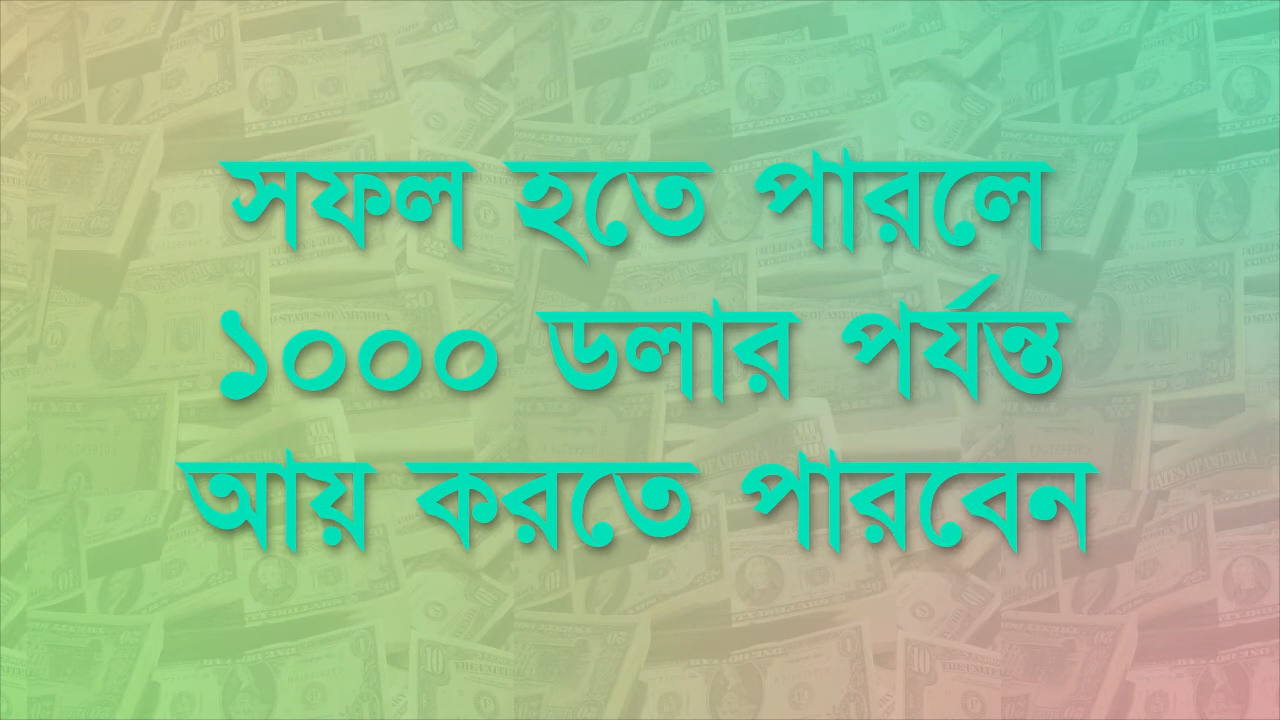 সফল হতে পারলে
১০০০ ডলার পর্যন্ত
আয় করতে পারবেন